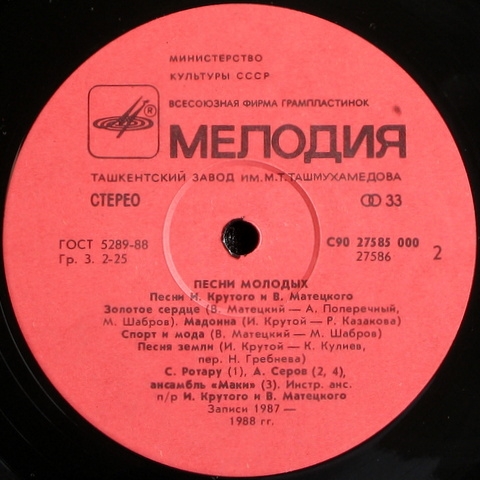 МИНИСТЕРСТВО
КУЛЬТУРЫ СССР
ВСЕСОЮЗНАЯ ФИРМА ГРАМПЛАСТИНОК
R
МЕЛОДИЯ
ТАШКЕНТСКИЙ ЗАВОД ИМ.М.Т.ТАШМУХАМЕДОВА
СТЕРЕО 33
ГОСТ 5289-88 С90 27585 000
Гр. 3. 2-25 27586 2
ПЕСНИ МОЛОДЫХ
Песни И. Крутого и В. Матецкого
Золотое сердце (В. Матецкий — А. Поперечный,
М. Шабров). Мадонна (И. Крутой — Р. Казакова)
Спорт и мода (В. Матецкий — М. Шабров)
Песня земли (И. Крутой — К. Кулиев,
пер. Н. Гребнева)
С. Ротару (1), А. Серов (2, 4),
ансамбль «Маки» (3). Инстр. анс.
п/р И. Крутого и В. Матецкого
Записи 1987 —
1988 гг.